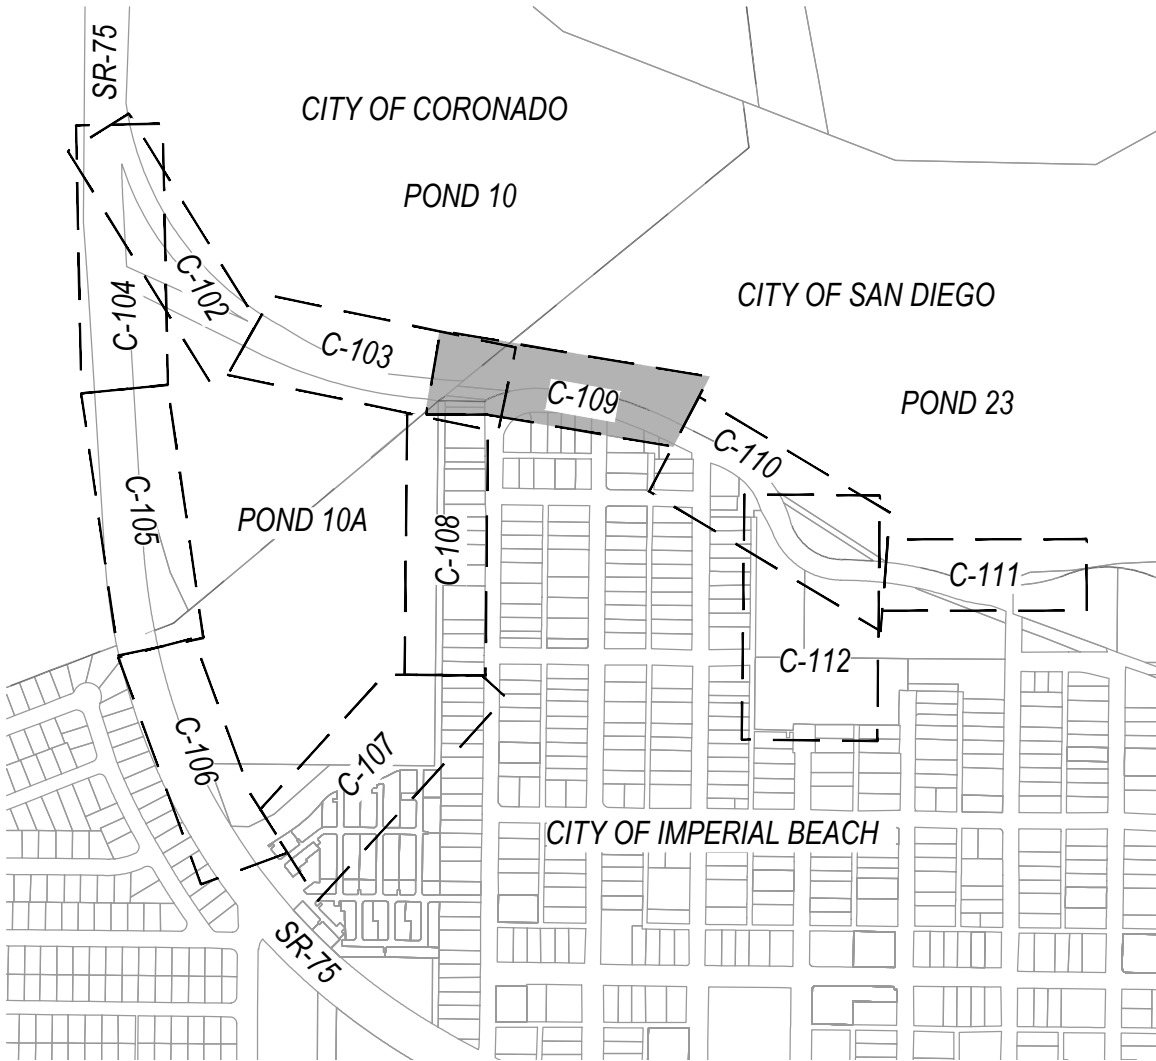 SR-75
CITY OF CORONADO
POND 10
C-102
C-104
CITY OF SAN DIEGO
C-103
C-109
POND 23
C-110
C-105
POND 10A
C-108
C-111
C-112
C-106
C-107
CITY OF IMPERIAL BEACH
SR-75